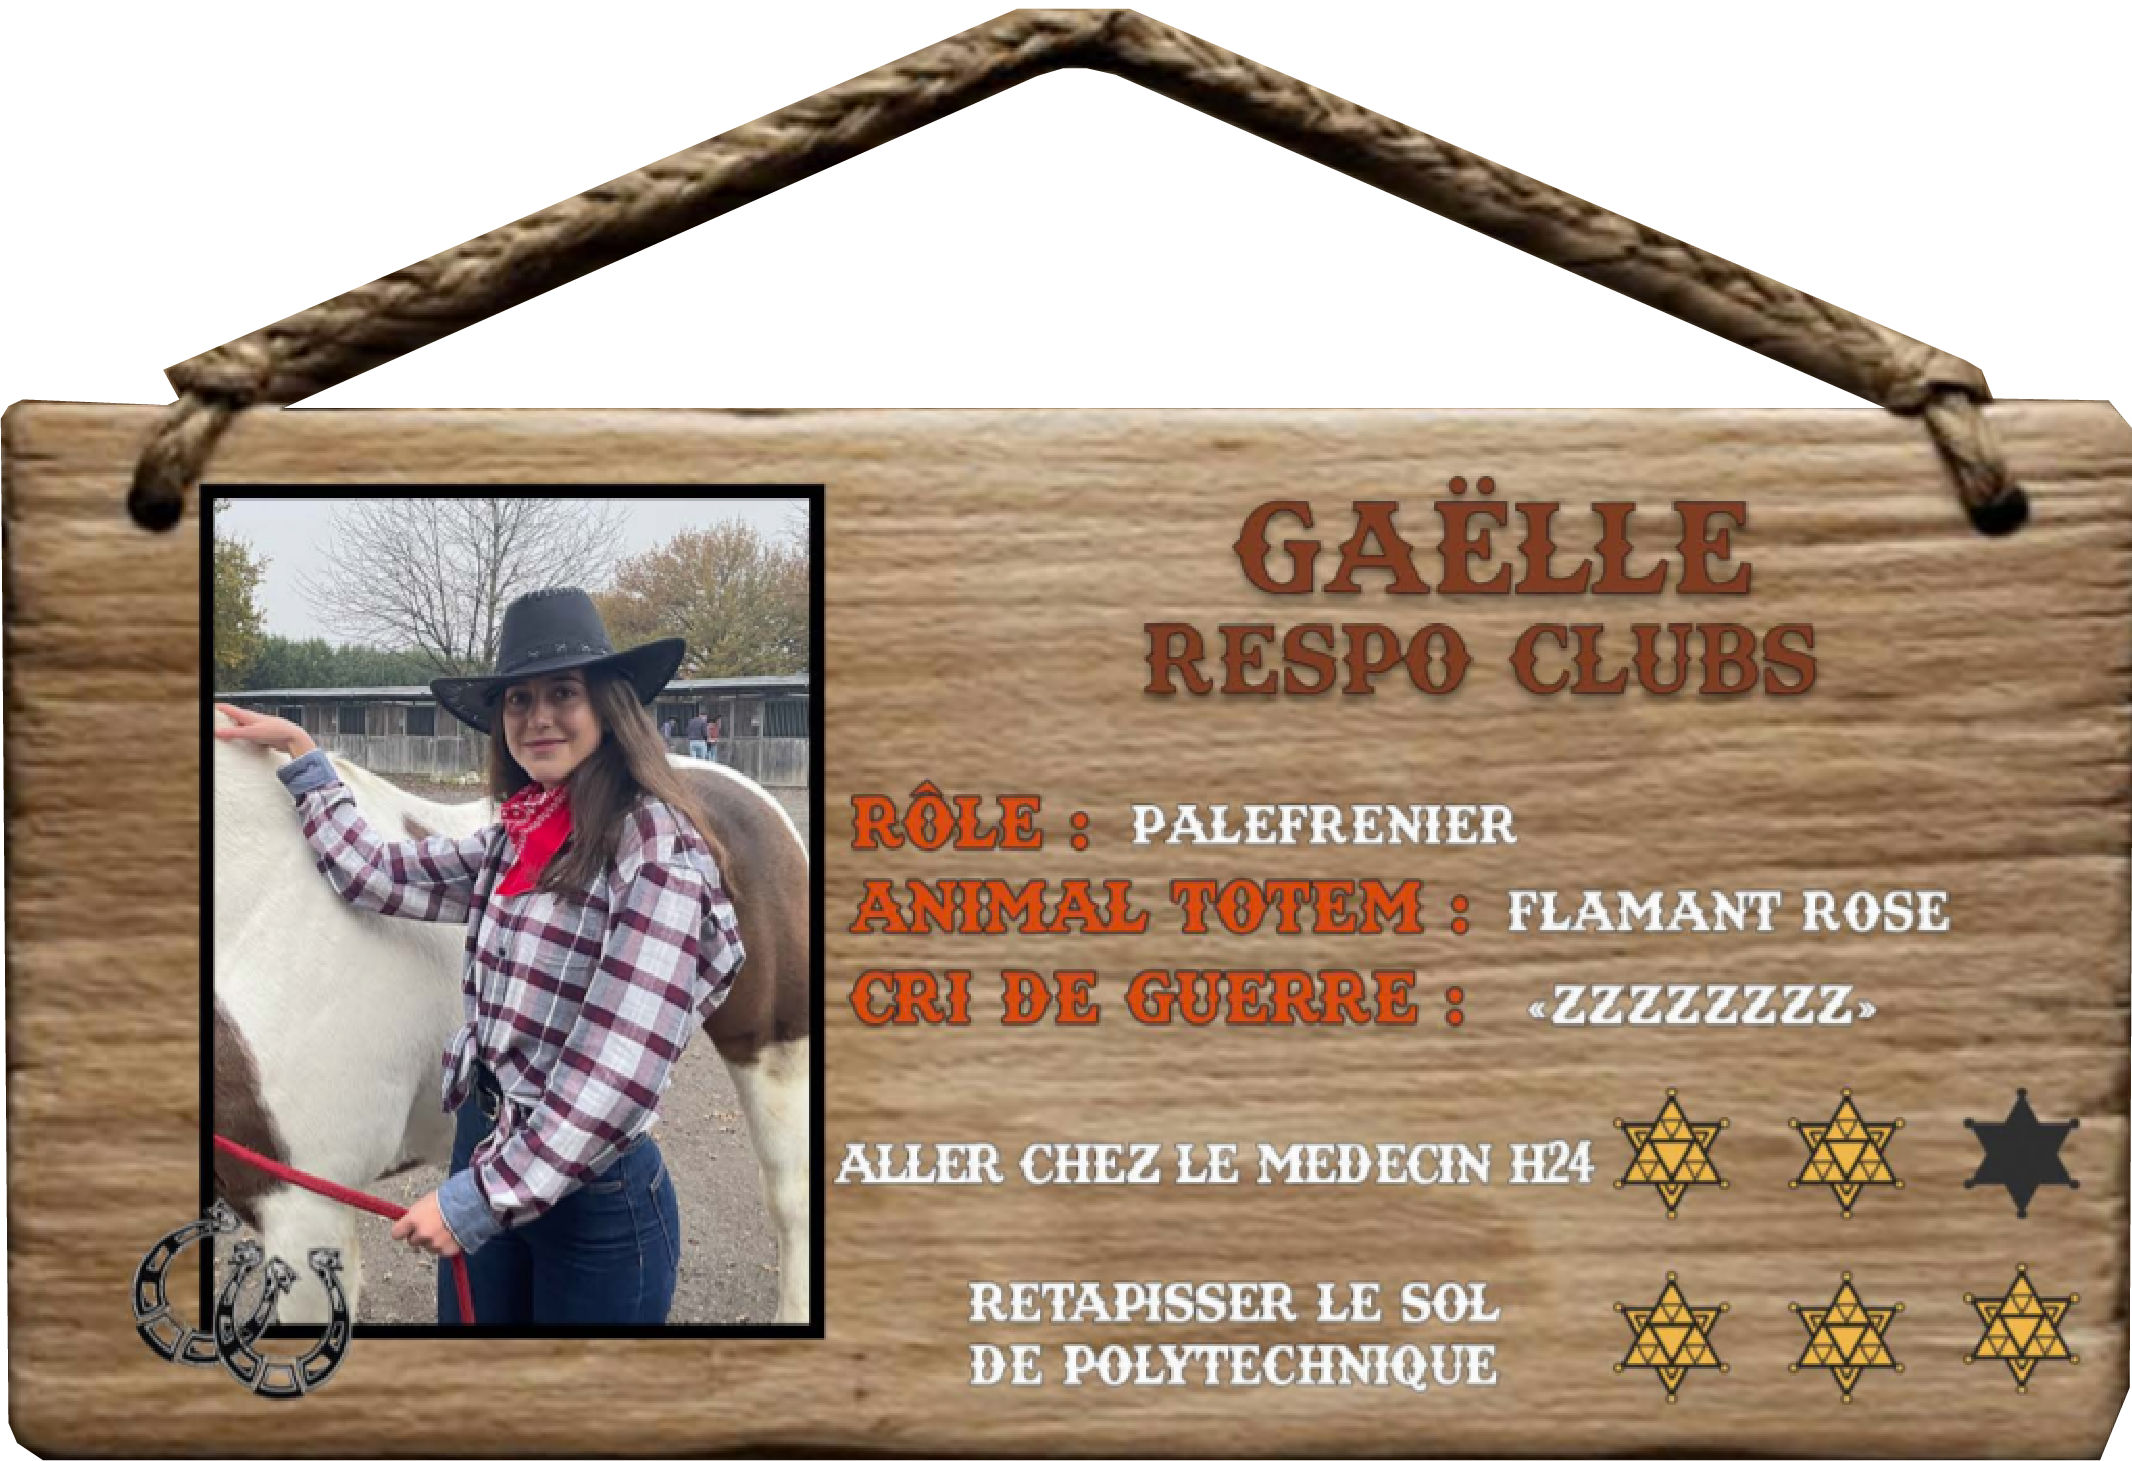 GAËLLE
RESPO CLUBS
RÔLE : PALEFRENIER
ANIMAL TOTEM : FLAMANT ROSE
CRI DE GUERRE : «ZZZZZZZZ»
ALLER CHEZ LE MEDECIN H24
RETAPISSER LE SOL
DE POLYTECHNIQUE